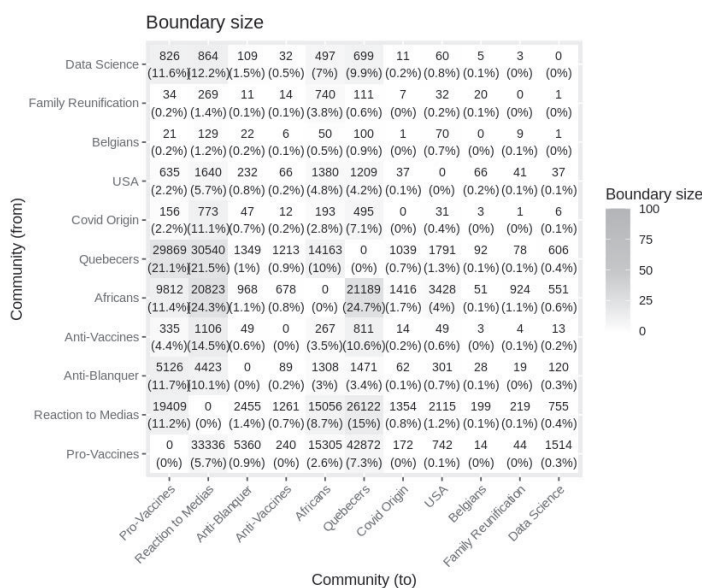 Boundary size
Data Science
826 864 109 32 497 699 11 60 5 3 0
(11.6%) (12.2%) (1.5%) (0.5%) (7%) (9.9%) (0.2%) (0.8%) (0.1%) (0%) (0%)
Family Reunification
34 269 11 14 740 111 7 32 20 0 1
(0.2%) (1.4%) (0.1%) (0.1%) (3.8%) (0.6%) (0%) (0.2%) (0.1%) (0%) (0%)
Belgians
21 129 22 6 50 100 1 70 0 9 1
(0.2%) (1.2%) (0.2%) (0.1%) (0.5%) (0.9%) (0%) (0.7%) (0%) (0.1%) (0%)
USA
635 1640 232 66 1380 1209 37 0 66 41 37
(2.2%) (5.7%) (0.8%) (0.2%) (4.8%) (4.2%) (0.1%) (0%) (0.2%) (0.1%) (0.1%)
Covid Origin
156 773 47 12 193 495 0 31 3 1 6
(2.2%) (11.1%) (0.7%) (0.2%) (2.8%) (7.1%) (0%) (0.4%) (0%) (0%) (0.1%)
Quebecers
29869 30540 1349 1213 14163 0 1039 1791 92 78 606
(21.1%) (21.5%) (1%) (0.9%) (10%) (0%) (0.7%) (1.3%) (0.1%) (0.1%) (0.4%)
Africans
9812 20823 968 678 0 21189 1416 3428 51 924 551
(11.4%) (24.3%) (1.1%) (0.8%) (0%) (24.7%) (1.7%) (4%) (0.1%) (1.1%) (0.6%)
Anti-Vaccines
335 1106 49 0 267 811 14 49 3 4 13
(4.4%) (14.5%) (0.6%) (0%) (3.5%) (10.6%) (0.2%) (0.6%) (0%) (0.1%) (0.2%)
Anti-Blanquer
5126 4423 0 89 1308 1471 62 301 28 19 120
(11.7%) (10.1%) (0%) (0.2%) (3%) (3.4%) (0.1%) (0.7%) (0.1%) (0%) (0.3%)
Reaction to Medias
19409 0 2455 1261 15056 26122 1354 2115 199 219 755
(11.2%) (0%) (1.4%) (0.7%) (8.7%) (15%) (0.8%) (1.2%) (0.1%) (0.1%) (0.4%)
Pro-Vaccines
0 33336 5360 240 15305 42872 172 742 14 44 1514
(0%) (5.7%) (0.9%) (0%) (2.6%) (7.3%) (0%) (0.1%) (0%) (0%) (0.3%)
Community (from)
Pro-Vaccines
Reaction to Medias
Anti-Blanquer
Anti-Vaccines
Africans
Quebecers
Covid Origin
USA
Belgians
Family Reunification
Data Science
Community (to)
Boundary size
100
75
50
25
0